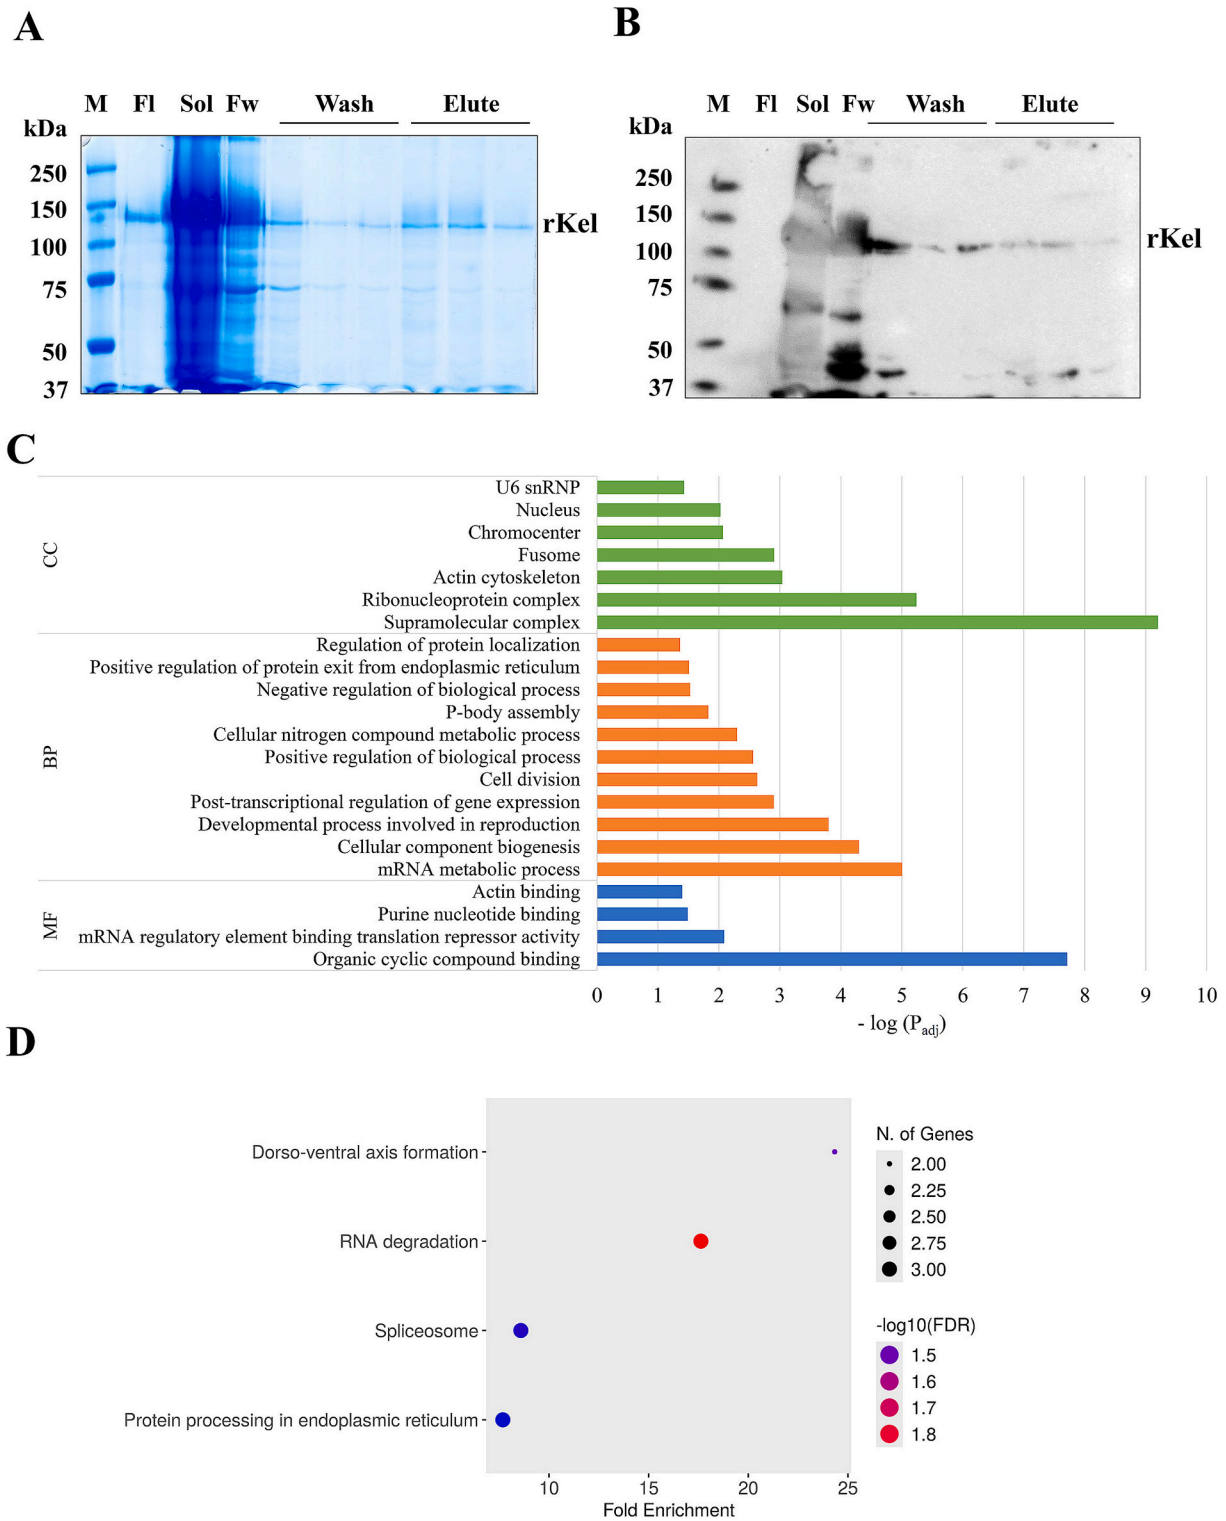 A
B
M Fl Sol Fw Wash Elute
kDa
250
150
100
75
50
37
rKel
M Fl Sol Fw Wash Elute
kDa
250
150
100
75
50
37
rKel
C
CC
U6 snRNP
Nucleus
Chromocenter
Fusome
Actin cytoskeleton
Ribonucleoprotein complex
Supramolecular complex
BP
Regulation of protein localization
Positive regulation of protein exit from endoplasmic reticulum
Negative regulation of biological process
P-body assembly
Cellular nitrogen compound metabolic process
Positive regulation of biological process
Cell division
Post-transcriptional regulation of gene expression
Developmental process involved in reproduction
Cellular component biogenesis
mRNA metabolic process
MF
Actin binding
Purine nucleotide binding
mRNA regulatory element binding translation repressor activity
Organic cyclic compound binding
0 1 2 3 4 5 6 7 8 9 10
- log (Padj)
D
Dorso-ventral axis formation
RNA degradation
Spliceosome
Protein processing in endoplasmic reticulum
10 15 20 25
Fold Enrichment
N. of Genes
2.00
2.25
2.50
2.75
3.00
-log10(FDR)
1.5
1.6
1.7
1.8